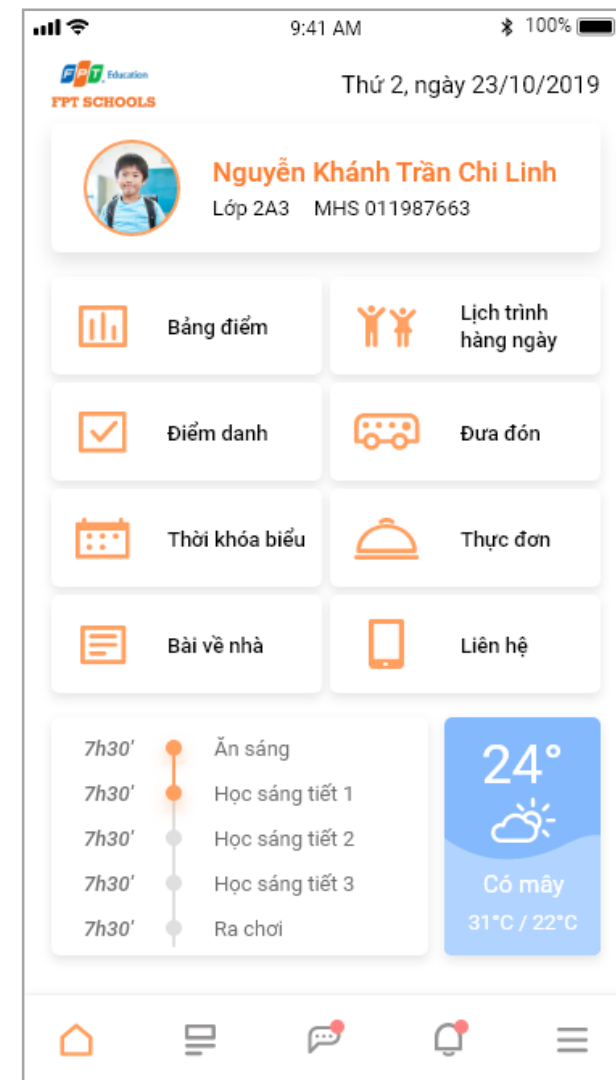 9:41 AM
100%
FPT Education
FPT SCHOOLS
Thứ 2, ngày 23/10/2019
Nguyễn Khánh Trần Chi Linh
Lớp 2A3 MHS 011987663
Bảng điểm
Lịch trình
hàng ngày
Điểm danh
Đưa đón
Thời khóa biểu
Thực đơn
Bài về nhà
Liên hệ
7h30' Ăn sáng
7h30' Học sáng tiết 1
7h30' Học sáng tiết 2
7h30' Học sáng tiết 3
7h30' Ra chơi
24°
Có mây
31°C / 22°C